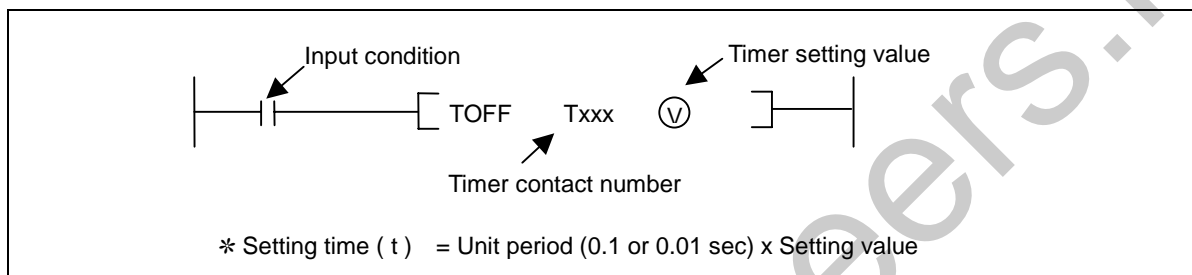 Input condition
Timer setting value
TOFF Txxx V
Timer contact number
* Setting time ( t ) = Unit period (0.1 or 0.01 sec) x Setting value
eers.